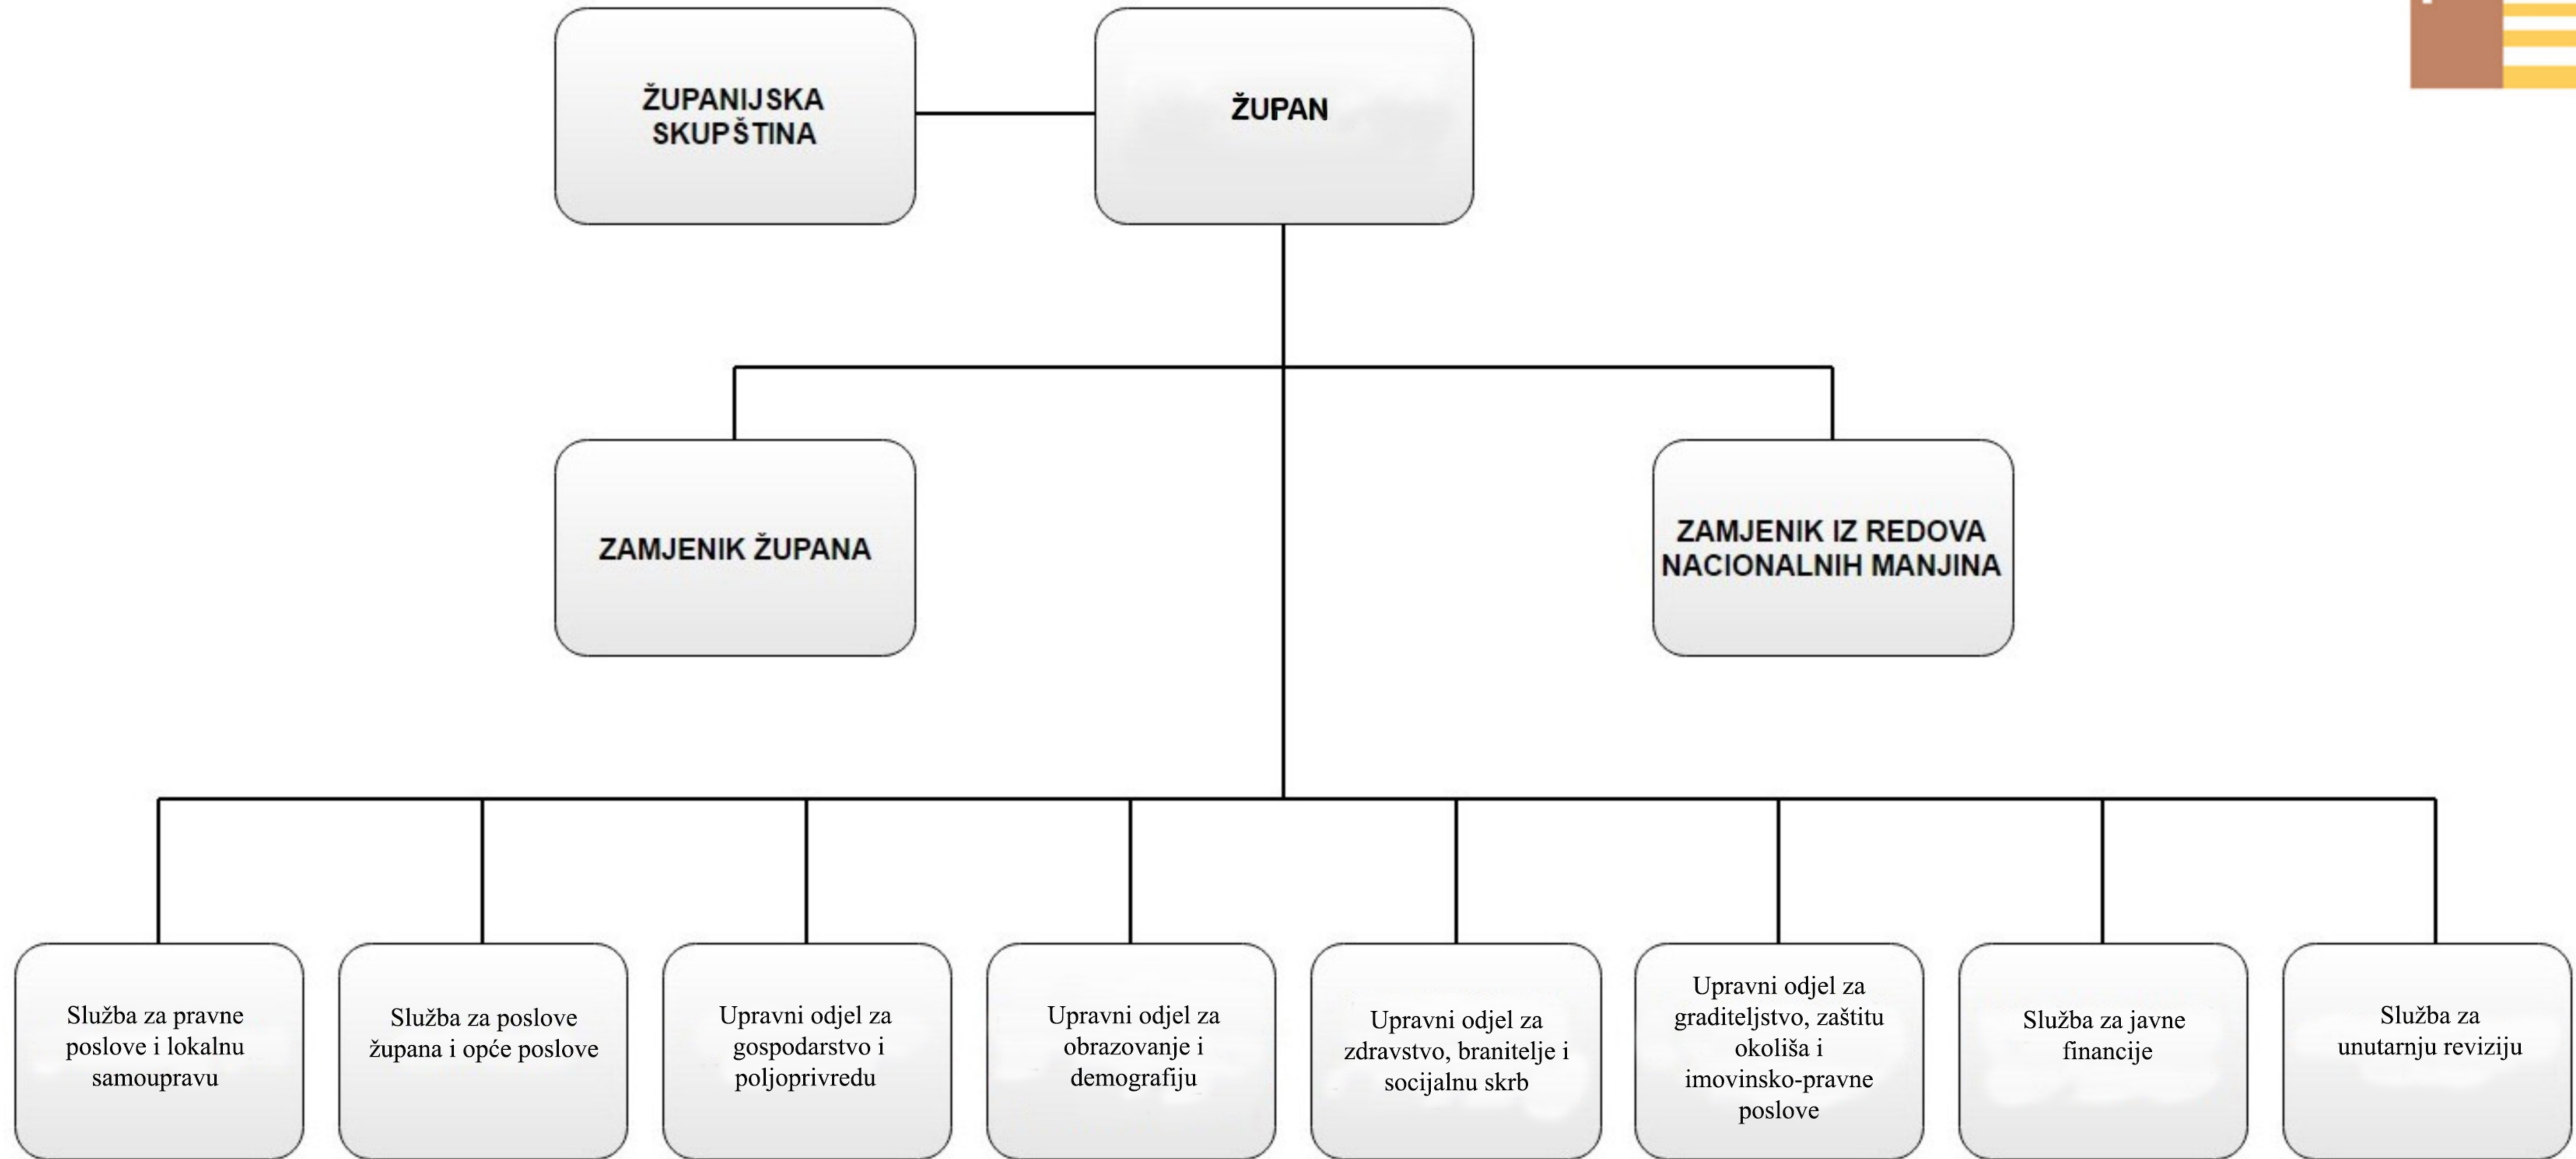 ŽUPANIJSKA
SKUPŠTINA
ŽUPAN
ZAMJENIK ŽUPANA
ZAMJENIK IZ REDOVA
NACIONALNIH MANJINA
Služba za pravne
poslove i lokalnu
samoupravu
Služba za poslove
župana i opće poslove
Upravni odjel za
gospodarstvo i
poljoprivredu
Upravni odjel za
obrazovanje i
demografiju
Upravni odjel za
zdravstvo, branitelje i
socijalnu skrb
Upravni odjel za
graditeljstvo, zaštitu
okoliša i
imovinsko-pravne
poslove
Služba za javne
financije
Služba za
unutarnju reviziju